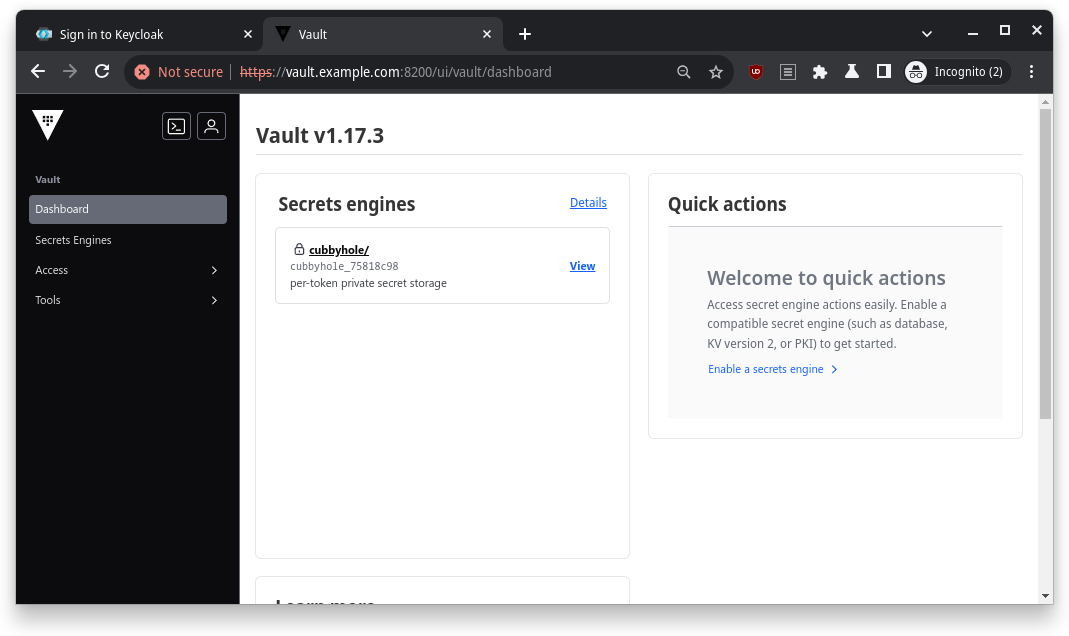 Sign in to Keycloak
Vault
Not secure
https://vault.example.com:8200/ui/vault/dashboard
UD
Incognito (2)
Vault
Dashboard
Secrets Engines
Access
Tools
Vault v1.17.3
Secrets engines
Details
cubbyhole/
cubbyhole_75818c98
per-token private secret storage
View
Quick actions
Welcome to quick actions
Access secret engine actions easily. Enable a
compatible secret engine (such as database,
KV version 2, or PKI) to get started.
Enable a secrets engine
Learn more